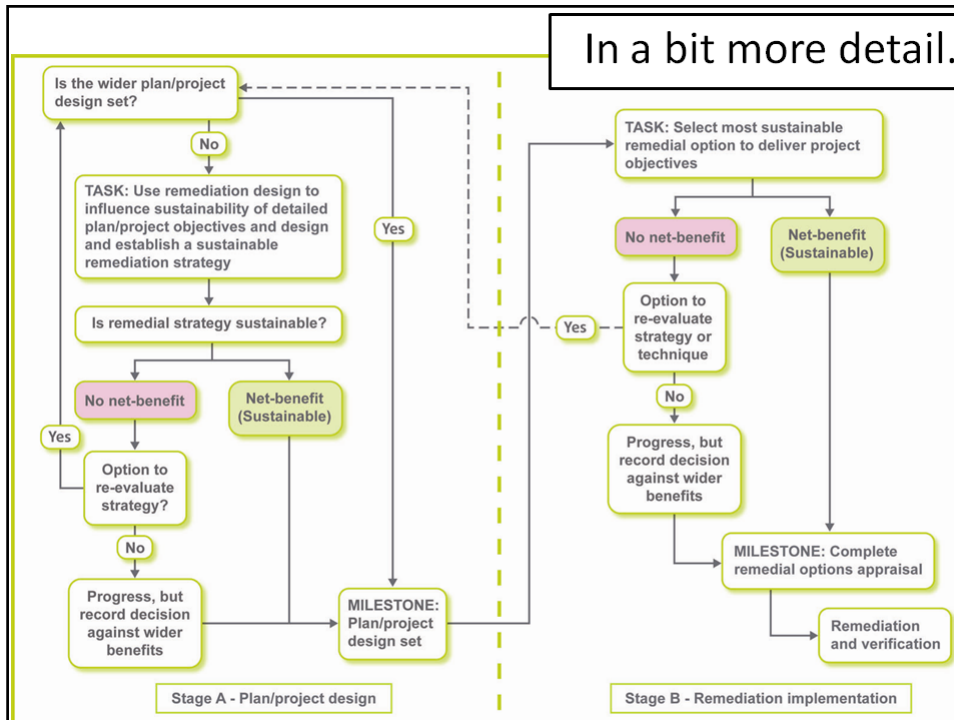 In a bit more detail.
Is the wider plan/project
design set?
No
TASK: Use remediation design to
influence sustainability of detailed
plan/project objectives and design
and establish a sustainable
remediation strategy
Yes
Is remedial strategy sustainable?
No net-benefit
Net-benefit
(Sustainable)
Yes
Option to
re-evaluate
strategy?
No
Progress, but
record decision
against wider
benefits
MILESTONE:
Plan/project
design set
Stage A - Plan/project design
TASK: Select most sustainable
remedial option to deliver project
objectives
No net-benefit
Net-benefit
(Sustainable)
Yes
Option to
re-evaluate
strategy or
technique
No
Progress, but
record decision
against wider
benefits
MILESTONE: Complete
remedial options appraisal
Remediation
and verification
Stage B - Remediation implementation